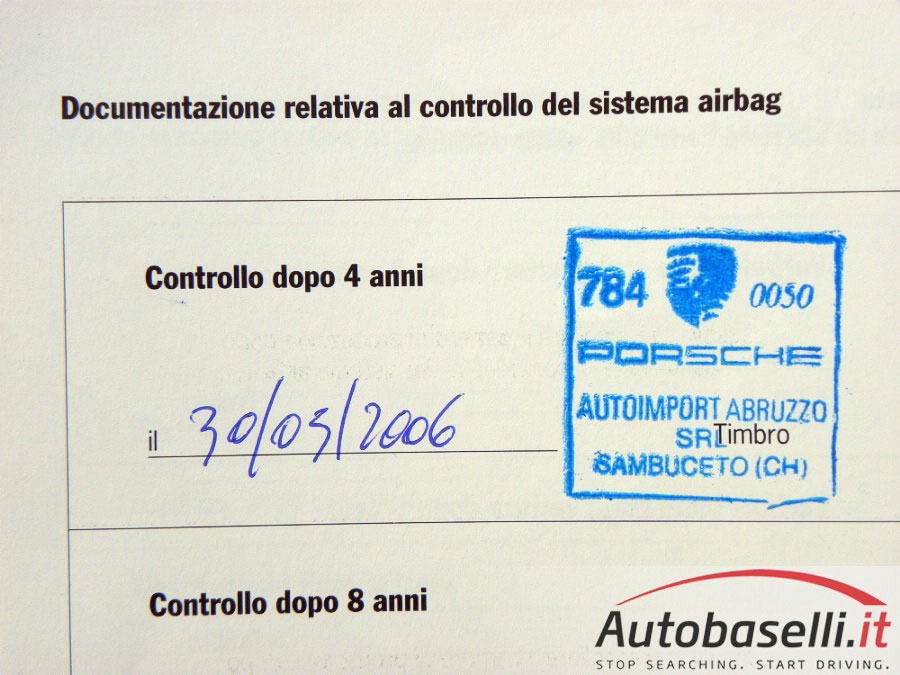 Documentazione relativa al controllo del sistema airbag
Controllo dopo 4 anni
il 30/03/2006
784 0050
PORSCHE
AUTOIMPORT ABRUZZO
SRL
Timbro
SAMBUCETO (CH)
Controllo dopo 8 anni
Autobaselli.it
STOP SEARCHING. START DRIVING.